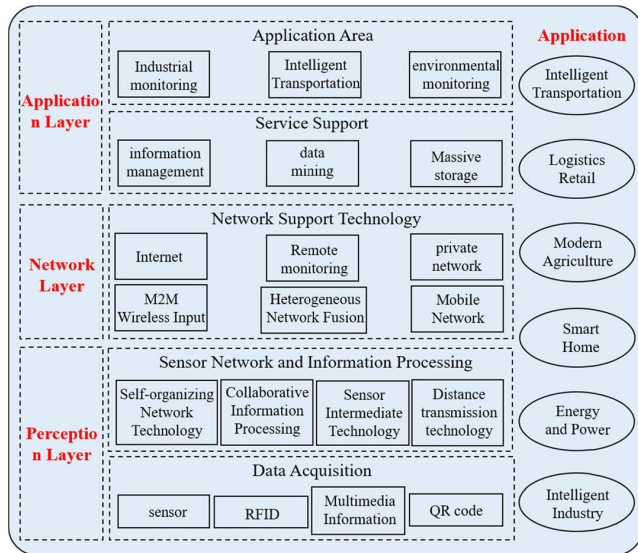 Application Area
Industrial
monitoring
Intelligent
Transportation
environmental
monitoring
Applicatio
n Layer
Service Support
information
management
data
mining
Massive
storage
Network Support Technology
Internet
Remote
monitoring
private
network
Network
Layer
M2M
Wireless Input
Heterogeneous
Network Fusion
Mobile
Network
Sensor Network and Information Processing
Self-organizing
Network
Technology
Collaborative
Information
Processing
Sensor
Intermediate
Technology
Distance
transmission
technology
Perceptio
n Layer
Data Acquisition
sensor
RFID
Multimedia
Information
QR code
Application
Intelligent
Transportation
Logistics
Retail
Modern
Agriculture
Smart
Home
Energy
and Power
Intelligent
Industry